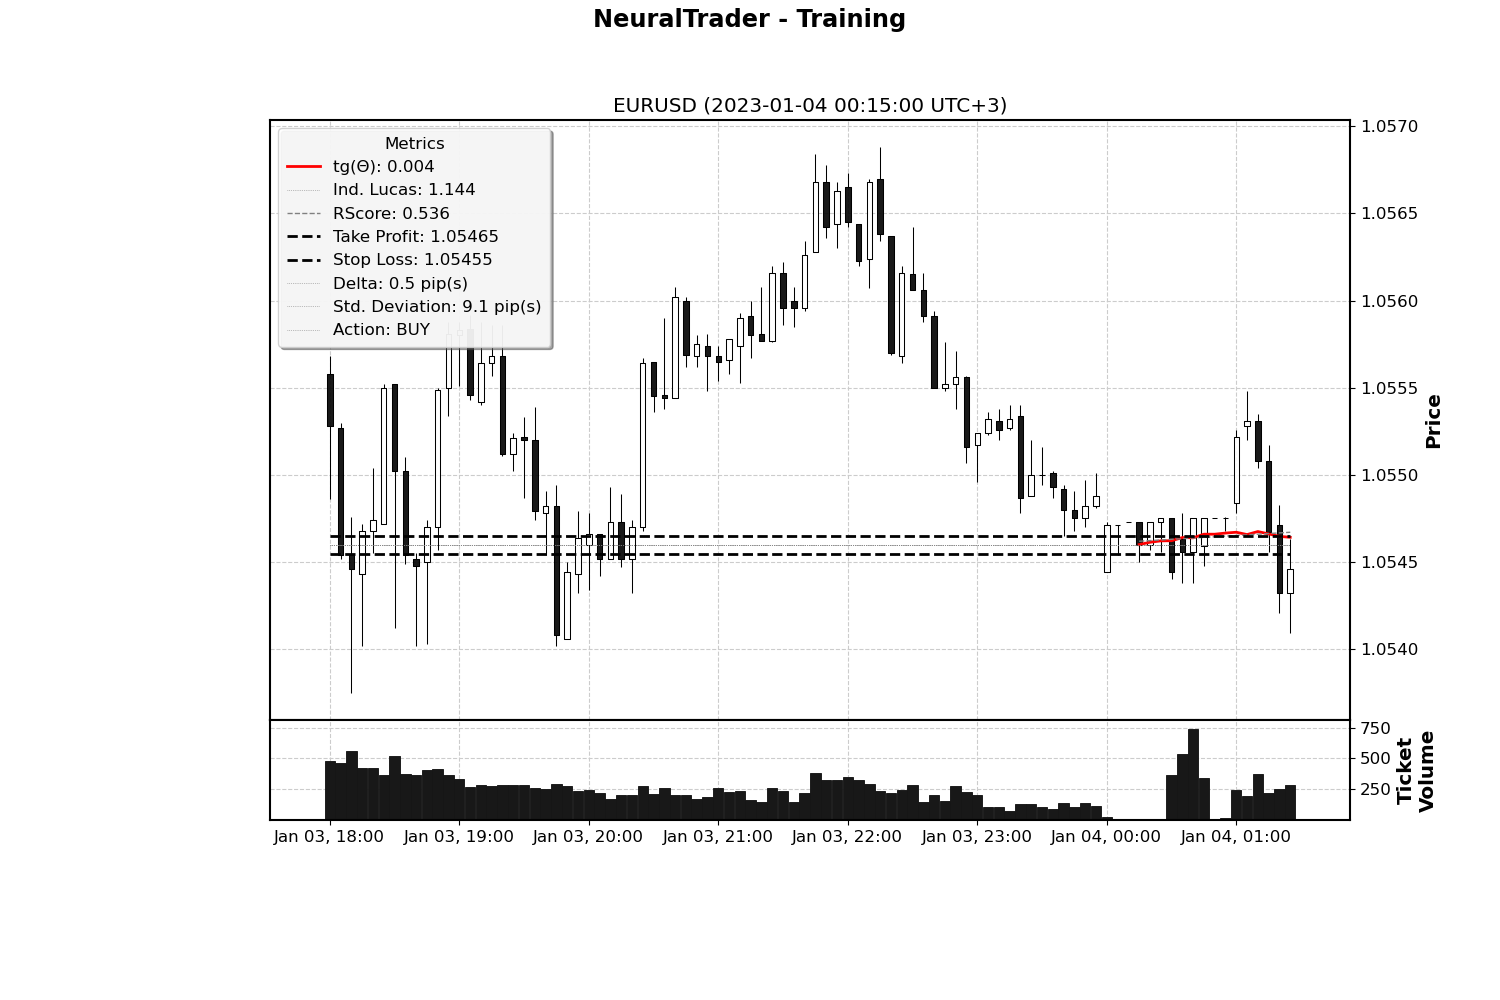 NeuralTrader - Training
EURUSD (2023-01-04 00:15:00 UTC+3)
Metrics
tg(Θ): 0.004
Ind. Lucas: 1.144
RScore: 0.536
Take Profit: 1.05465
Stop Loss: 1.05455
Delta: 0.5 pip(s)
Std. Deviation: 9.1 pip(s)
Action: BUY
1.0570
1.0565
1.0560
1.0555
1.0550
1.0545
1.0540
Price
750
500
250
Ticket
Volume
Jan 03, 18:00
Jan 03, 19:00
Jan 03, 20:00
Jan 03, 21:00
Jan 03, 22:00
Jan 03, 23:00
Jan 04, 00:00
Jan 04, 01:00